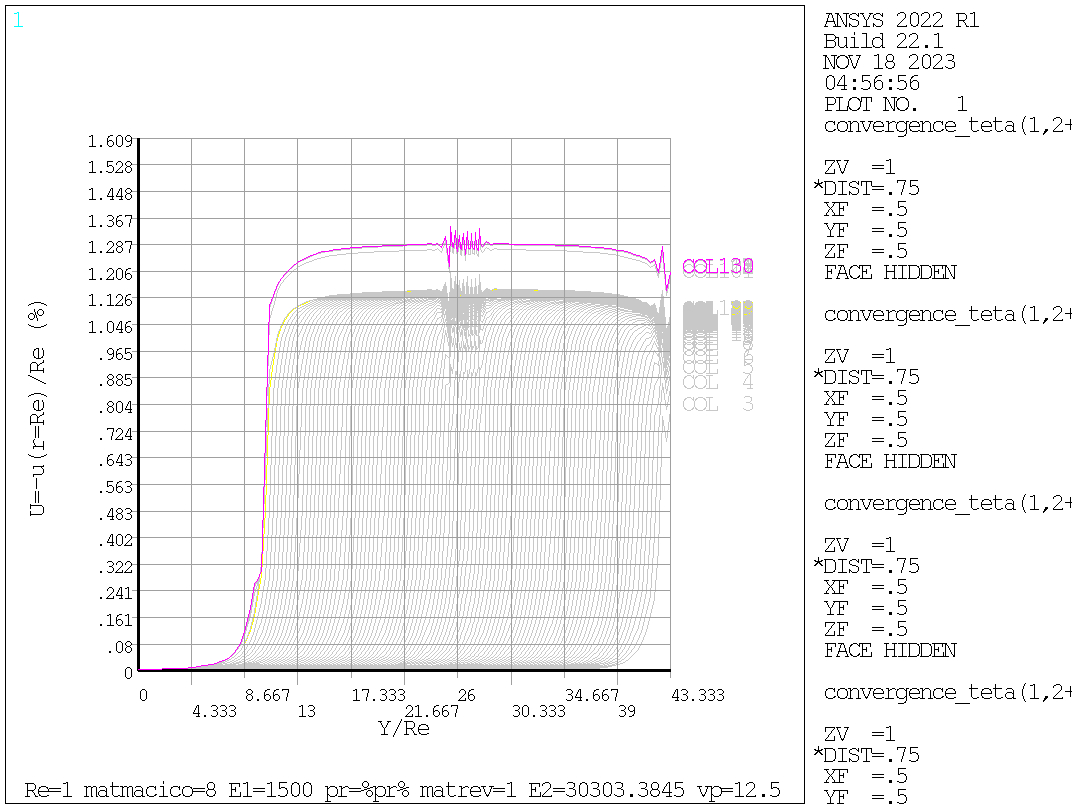 1
ANSYS 2022 R1
Build 22.1
NOV 18 2023
04:56:56
PLOT NO. 1
convergence_teta(1,2+
ZV =1
*DIST=.75
XF =.5
YF =.5
ZF =.5
FACE HIDDEN
convergence_teta(1,2+
ZV =1
*DIST=.75
XF =.5
YF =.5
ZF =.5
FACE HIDDEN
convergence_teta(1,2+
ZV =1
*DIST=.75
XF =.5
YF =.5
ZF =.5
FACE HIDDEN
convergence_teta(1,2+
ZV =1
*DIST=.75
XF =.5
YF =.5
U=-u(r=Re)/Re (%)
1.609
1.528
1.448
1.367
1.287
1.206
1.126
1.046
.965
.885
.804
.724
.643
.563
.483
.402
.322
.241
.161
.08
0
COL 4
COL 3
0 8.667 17.333 26 34.667 43.333
4.333 13 21.667 30.333 39
Y/Re
Re=1 matmacico=8 E1=1500 pr=%pr% matrev=1 E2=30303.3845 vp=12.5